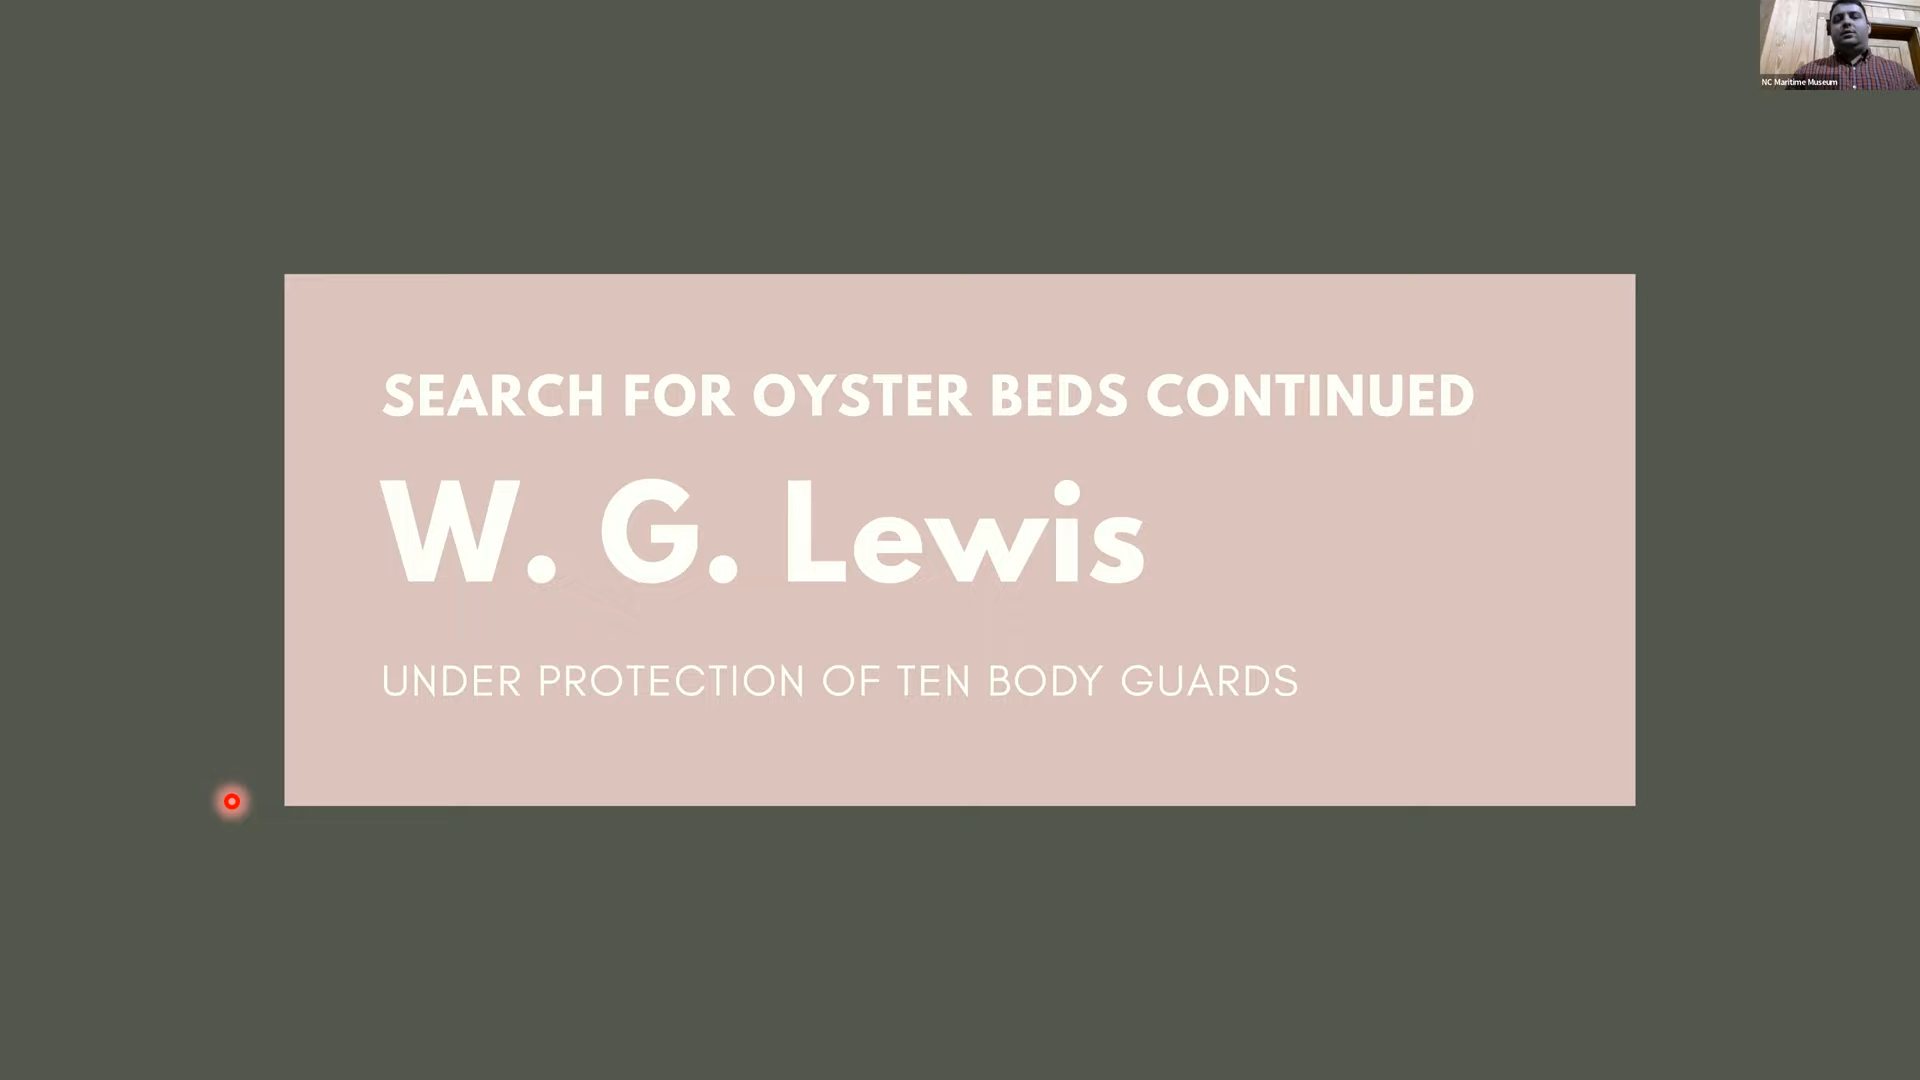 NC Maritime Museum
SEARCH FOR OYSTER BEDS CONTINUED
W. G. Lewis
UNDER PROTECTION OF TEN BODY GUARDS